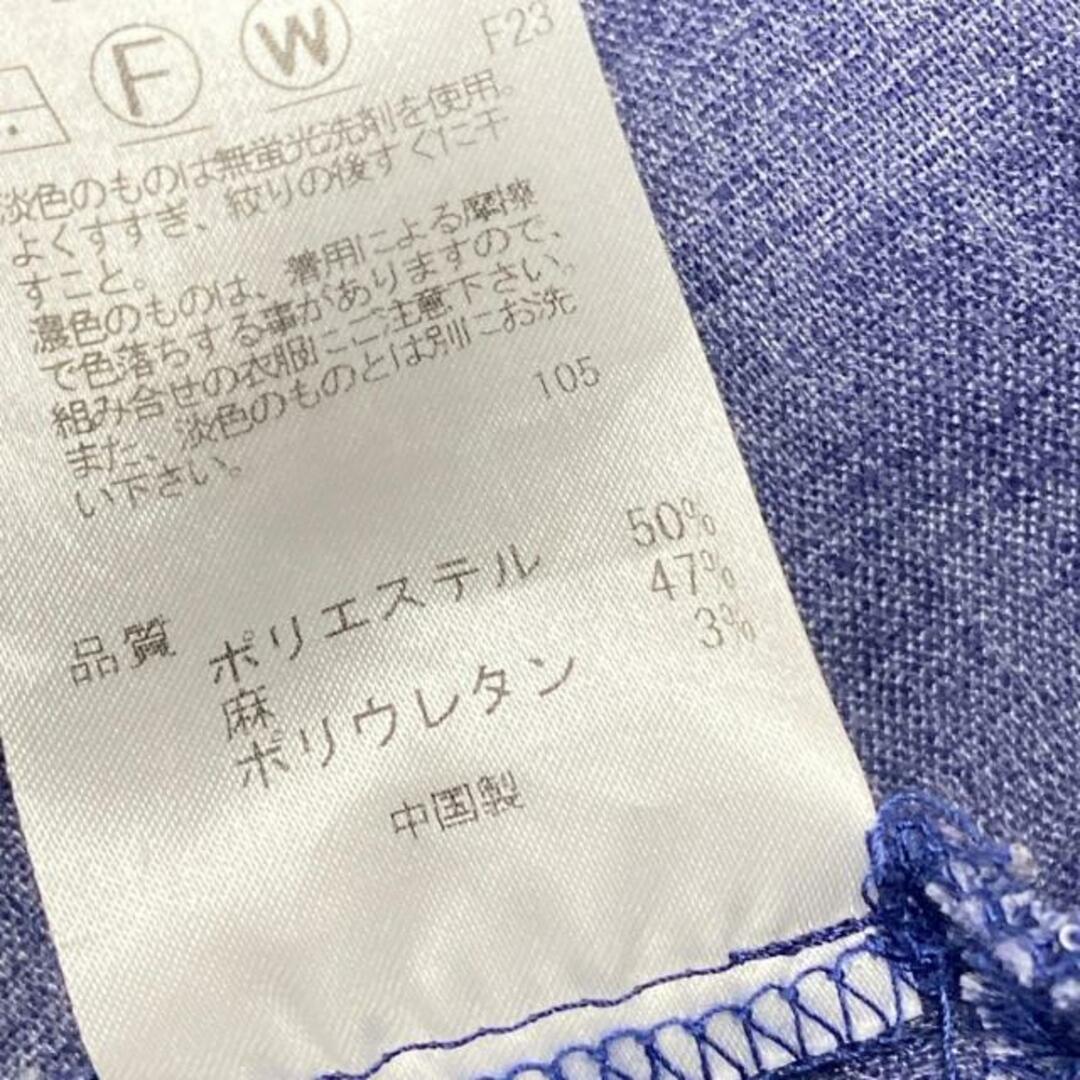 F W
F23
淡色のものは無蛍光洗剤を使用。
よくすすぎ、絞りの後すぐに干
すこと。
濃色のものは、着用による摩擦
で色落ちする事がありますので、
組み合せの衣服にご注意下さい。
また、淡色のものとは別にお洗
い下さい。
105
品質 ポリエステル 50%
麻 47%
ポリウレタン 3%
中国製